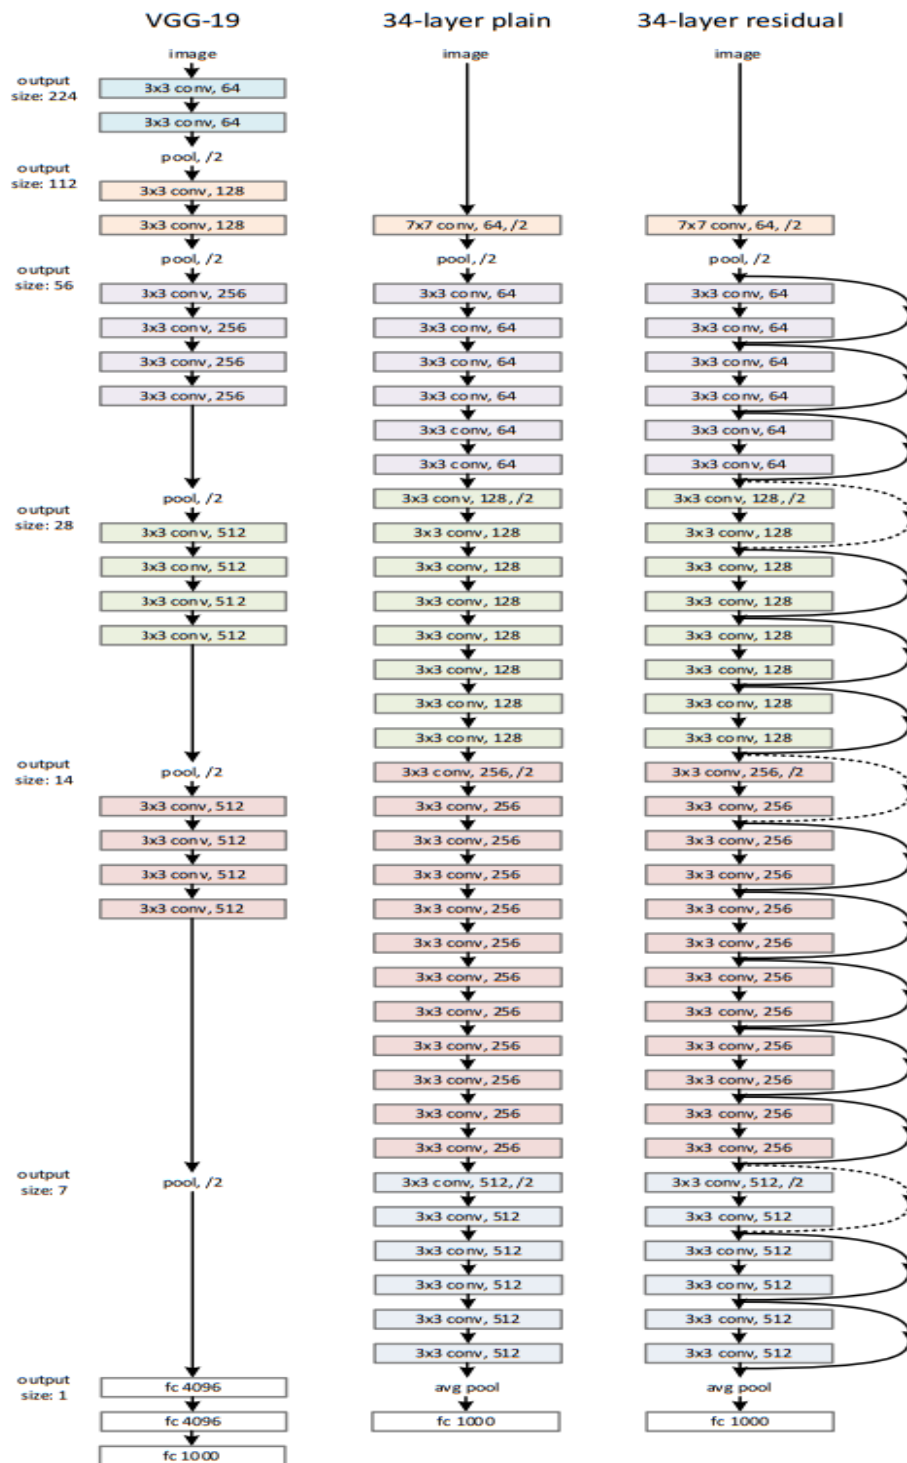 output
size: 224
output
size: 112
output
size: 56
output
size: 28
output
size: 14
output
size: 7
output
size: 1
VGG-19
image
3x3 conv, 64
3x3 conv, 64
pool, /2
3x3 conv, 128
3x3 conv, 128
pool, /2
3x3 conv, 256
3x3 conv, 256
3x3 conv, 256
3x3 conv, 256
pool, /2
3x3 conv, 512
3x3 conv, 512
3x3 conv, 512
3x3 conv, 512
pool, /2
3x3 conv, 512
3x3 conv, 512
3x3 conv, 512
3x3 conv, 512
pool, /2
fc 4096
fc 4096
fc 1000
34-layer plain
image
7x7 conv, 64, /2
pool, /2
3x3 conv, 64
3x3 conv, 64
3x3 conv, 64
3x3 conv, 64
3x3 conv, 64
3x3 conv, 64
3x3 conv, 128, /2
3x3 conv, 128
3x3 conv, 128
3x3 conv, 128
3x3 conv, 128
3x3 conv, 128
3x3 conv, 128
3x3 conv, 128
3x3 conv, 256, /2
3x3 conv, 256
3x3 conv, 256
3x3 conv, 256
3x3 conv, 256
3x3 conv, 256
3x3 conv, 256
3x3 conv, 256
3x3 conv, 256
3x3 conv, 256
3x3 conv, 256
3x3 conv, 256
3x3 conv, 512, /2
3x3 conv, 512
3x3 conv, 512
3x3 conv, 512
3x3 conv, 512
3x3 conv, 512
avg pool
fc 1000
34-layer residual
image
7x7 conv, 64, /2
pool, /2
3x3 conv, 64
3x3 conv, 64
3x3 conv, 64
3x3 conv, 64
3x3 conv, 64
3x3 conv, 64
3x3 conv, 128, /2
3x3 conv, 128
3x3 conv, 128
3x3 conv, 128
3x3 conv, 128
3x3 conv, 128
3x3 conv, 128
3x3 conv, 128
3x3 conv, 256, /2
3x3 conv, 256
3x3 conv, 256
3x3 conv, 256
3x3 conv, 256
3x3 conv, 256
3x3 conv, 256
3x3 conv, 256
3x3 conv, 256
3x3 conv, 256
3x3 conv, 256
3x3 conv, 256
3x3 conv, 512, /2
3x3 conv, 512
3x3 conv, 512
3x3 conv, 512
3x3 conv, 512
3x3 conv, 512
avg pool
fc 1000